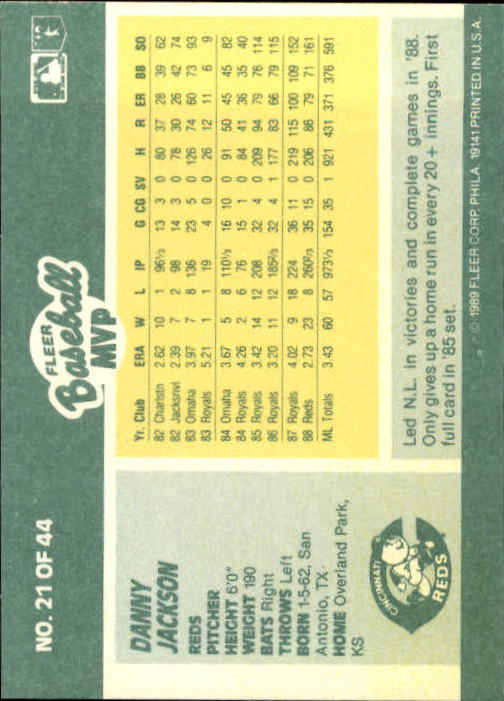 NO. 21 OF 44
FLEER
Baseball
MVP
DANNY
JACKSON
REDS
PITCHER
HEIGHT 6'0"
WEIGHT 190
BATS Right
THROWS Left
BORN 1-5-62, San
Antonio, TX
HOME Overland Park,
KS
CINCINNATI
REDS
Yr. Club ERA W L IP G CG SV H R ER BB SO
82 Charlstn 2.62 10 1 96⅓ 13 3 0 80 37 28 39 62
82 Jacksnvl 2.39 7 2 98 14 3 0 78 30 26 42 74
83 Omaha 3.97 7 8 136 23 5 0 126 74 60 73 93
83 Royals 5.21 1 1 19 4 0 0 26 12 11 6 9
84 Omaha 3.67 5 8 110⅓ 16 10 0 91 50 45 45 82
84 Royals 4.26 2 6 76 15 1 0 84 41 36 35 40
85 Royals 3.42 14 12 208 32 4 0 209 94 79 76 114
86 Royals 3.20 11 12 185⅔ 32 4 1 177 83 66 79 115
87 Royals 4.02 9 18 224 36 11 0 219 115 100 109 152
88 Reds 2.73 23 8 260⅔ 35 15 0 206 86 79 71 161
ML Totals 3.43 60 57 973⅓ 154 35 1 921 431 371 376 591
Led N.L. in victories and complete games in '88.
Only gives up a home run in every 20+ innings. First
full card in '85 set.
© 1989 FLEER CORP. PHILA. 19141 PRINTED IN U.S.A.